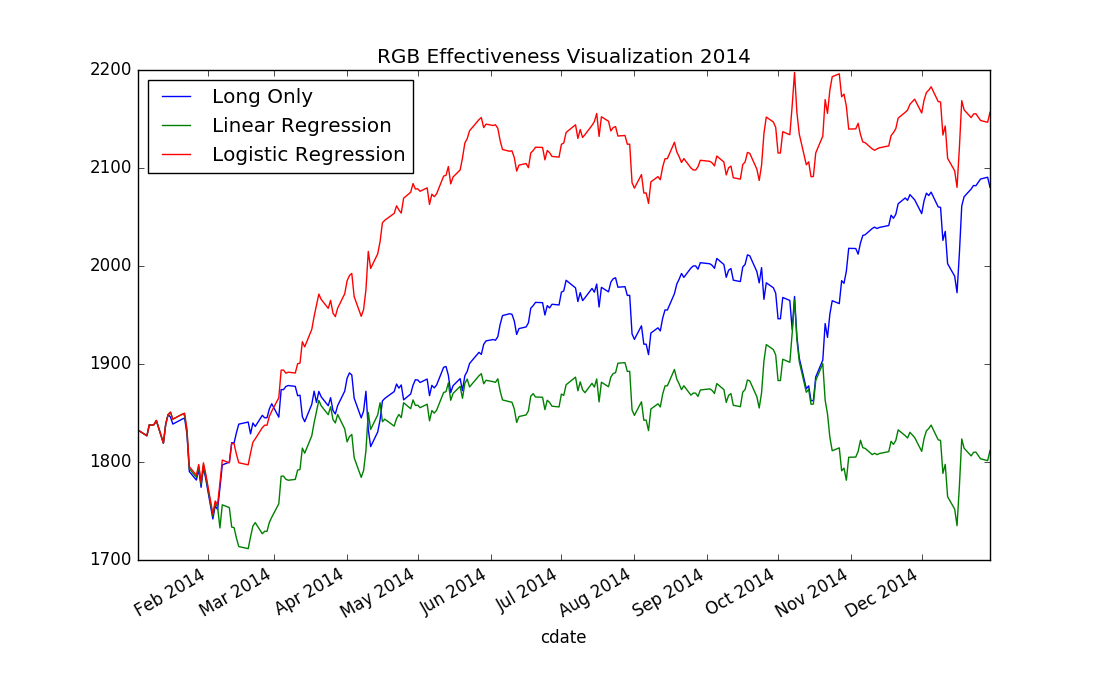 RGB Effectiveness Visualization 2014
2200
2100
2000
1900
1800
1700
Long Only
Linear Regression
Logistic Regression
Feb 2014
Mar 2014
Apr 2014
May 2014
Jun 2014
Jul 2014
Aug 2014
Sep 2014
Oct 2014
Nov 2014
Dec 2014
cdate